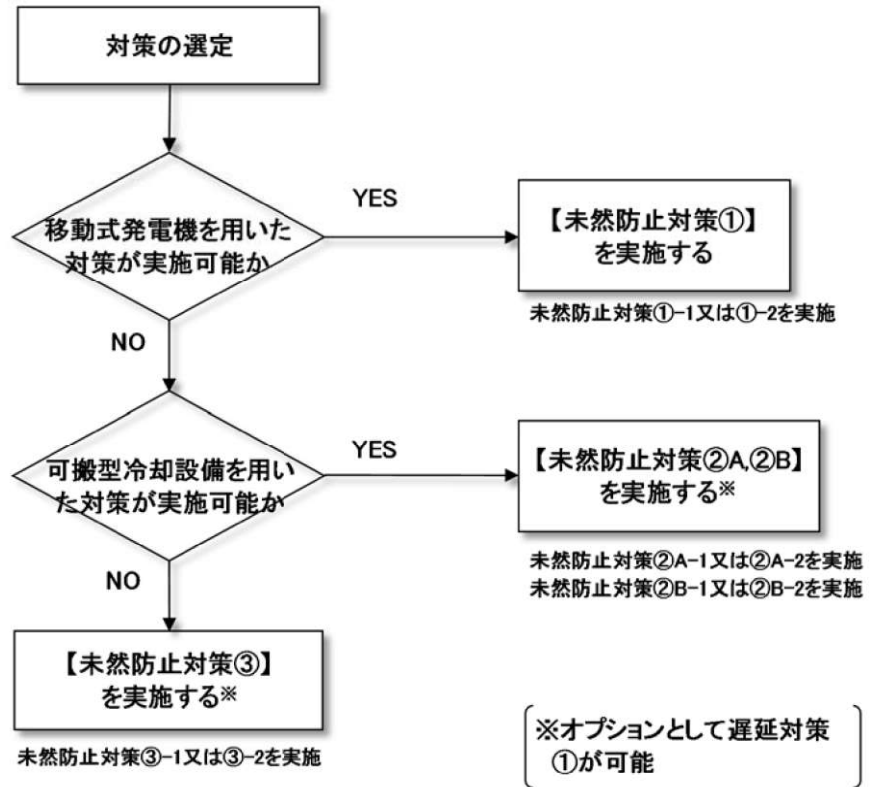 対策の選定
移動式発電機を用いた
対策が実施可能か
YES
【未然防止対策①】
を実施する
未然防止対策①-1又は①-2を実施
NO
可搬型冷却設備を用い
た対策が実施可能か
YES
【未然防止対策②A,②B】
を実施する※
未然防止対策②A-1又は②A-2を実施
未然防止対策②B-1又は②B-2を実施
NO
【未然防止対策③】
を実施する※
未然防止対策③-1又は③-2を実施
※オプションとして遅延対策
①が可能